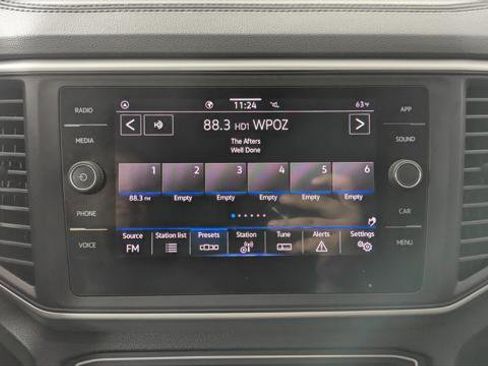 RADIO
MEDIA
PHONE
VOICE
11:24
63°F
88.3 HD1 WPOZ
The Afters
Well Done
1 2 3 4 5 6
88.3 FM Empty Empty Empty Empty Empty
Source Station list Presets Station Tune Alerts Settings
FM
APP
SOUND
CAR
MENU